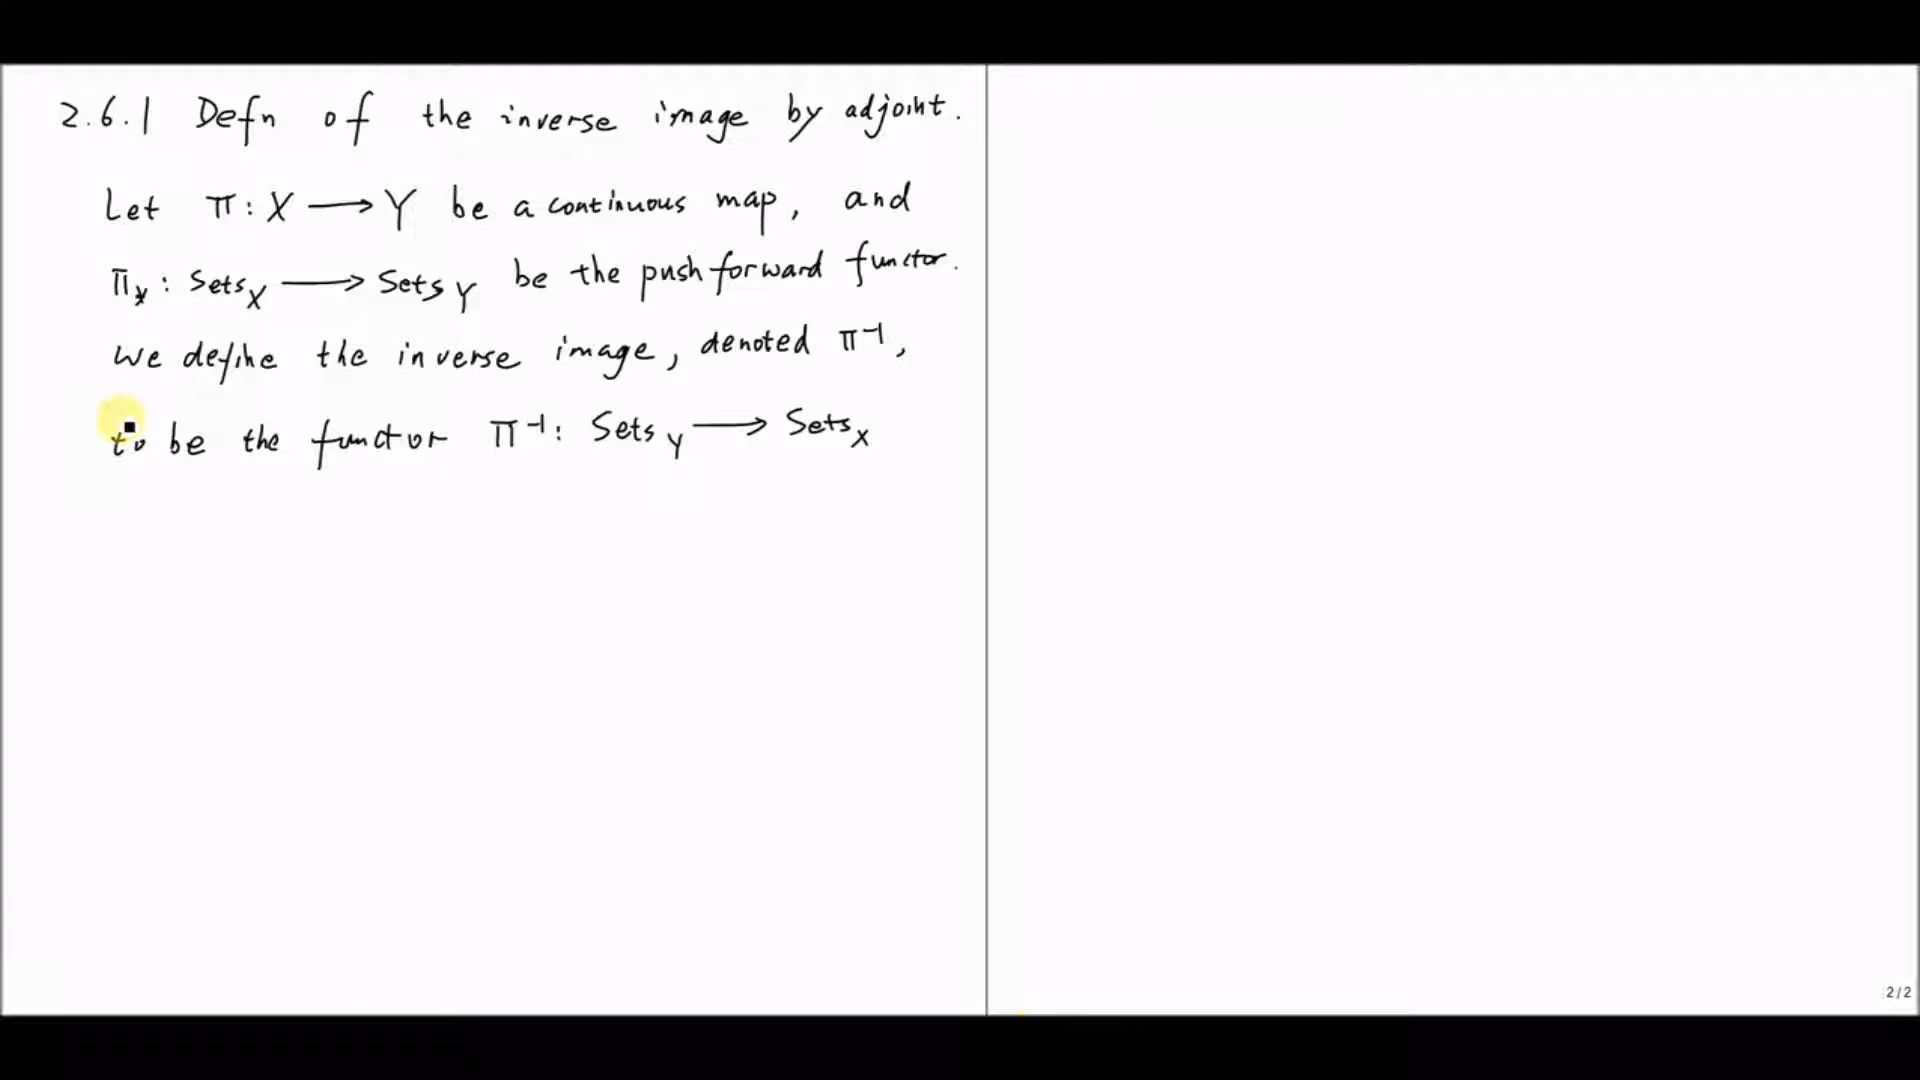 2.6.1 Defn of the inverse image by adjoint.
Let π: X ⟶ Y be a continuous map, and
π_*: Sets_X ⟶ Sets_Y be the pushforward functor.
we define the inverse image, denoted π⁻¹,
to be the functor π⁻¹: Sets_Y ⟶ Sets_X
2/2